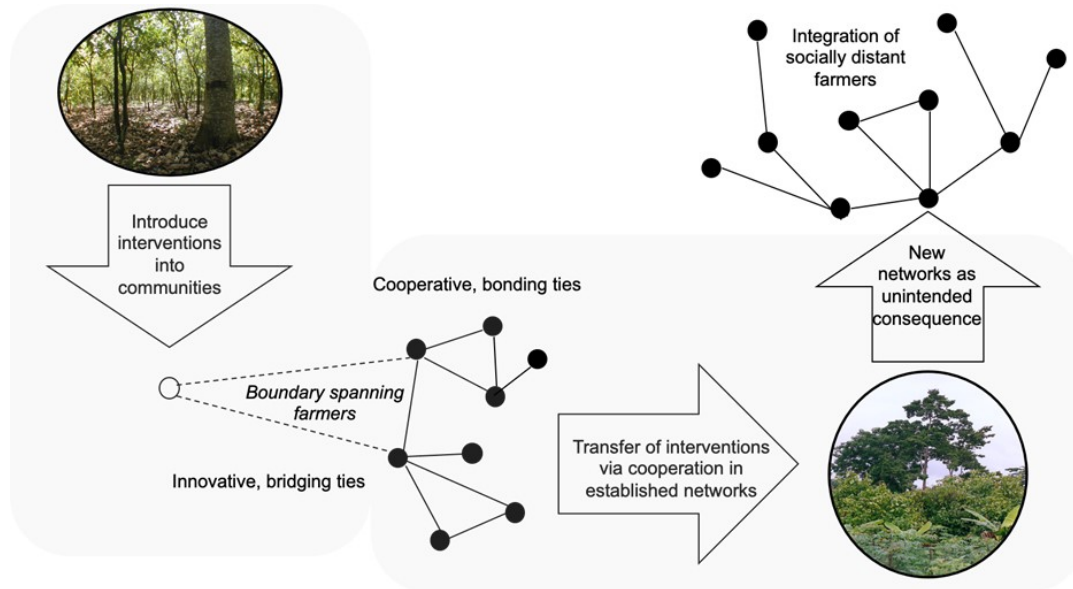 Introduce
interventions
into
communities
Cooperative, bonding ties
Boundary spanning
farmers
Innovative, bridging ties
Transfer of interventions
via cooperation in
established networks
New
networks as
unintended
consequence
Integration of
socially distant
farmers